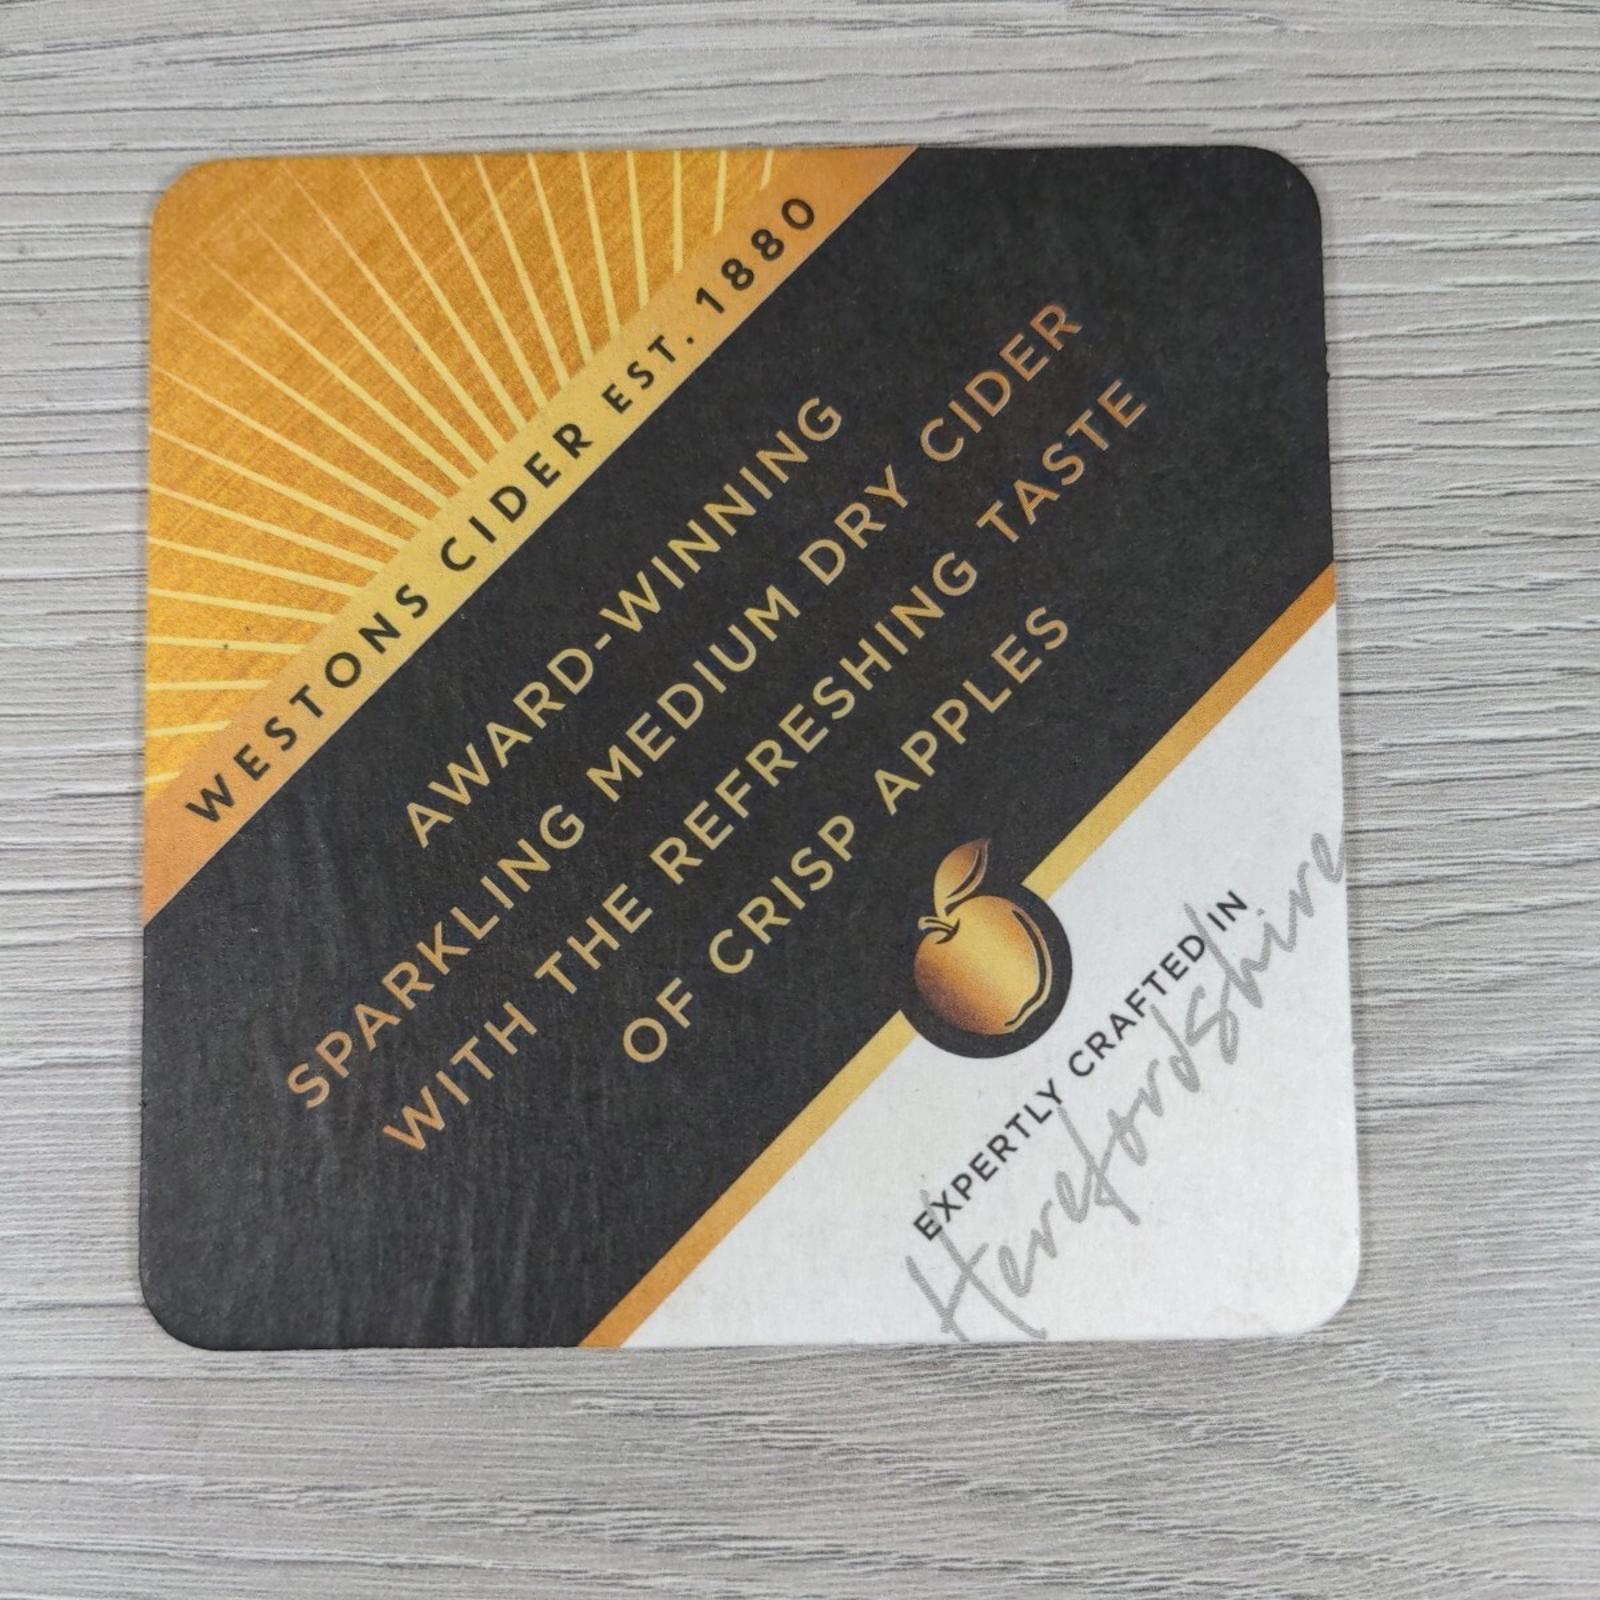 WESTONS CIDER EST. 1880
AWARD-WINNING
SPARKLING MEDIUM DRY CIDER
WITH THE REFRESHING TASTE
OF CRISP APPLES
EXPERTLY CRAFTED IN
Herefordshire